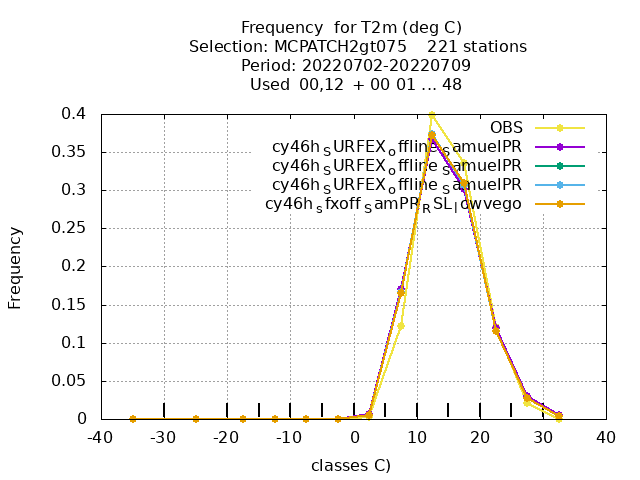 Frequency for T2m (deg C)
Selection: MCPATCH2gt075 221 stations
Period: 20220702-20220709
Used 00,12 + 00 01 ... 48
0.4
0.35
0.3
0.25
0.2
0.15
0.1
0.05
0
Frequency
OBS
cy46h_SURFEX_offline_SamuelPR
cy46h_SURFEX_offline_SamuelPR
cy46h_SURFEX_offline_SamuelPR
cy46h_sfxoff_SamPR_RSL_lowvego
-40 -30 -20 -10 0 10 20 30 40
classes C)